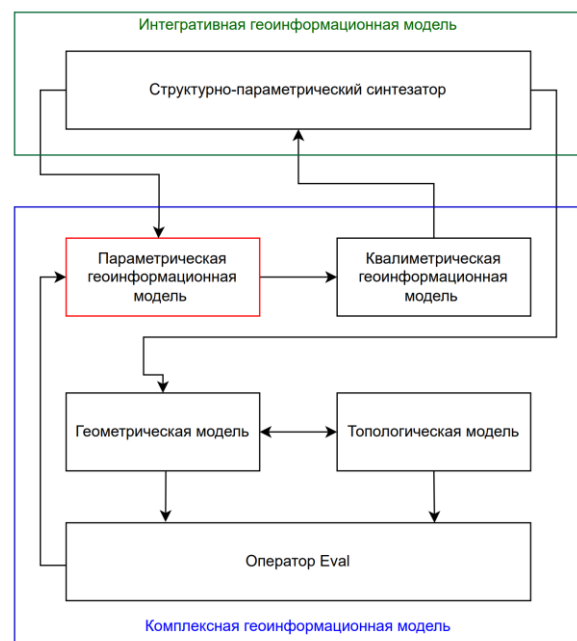 Интегративная геоинформационная модель
Структурно-параметрический синтезатор
Параметрическая
геоинформационная
модель
Квалиметрическая
геоинформационная
модель
Геометрическая модель
Топологическая модель
Оператор Eval
Комплексная геоинформационная модель